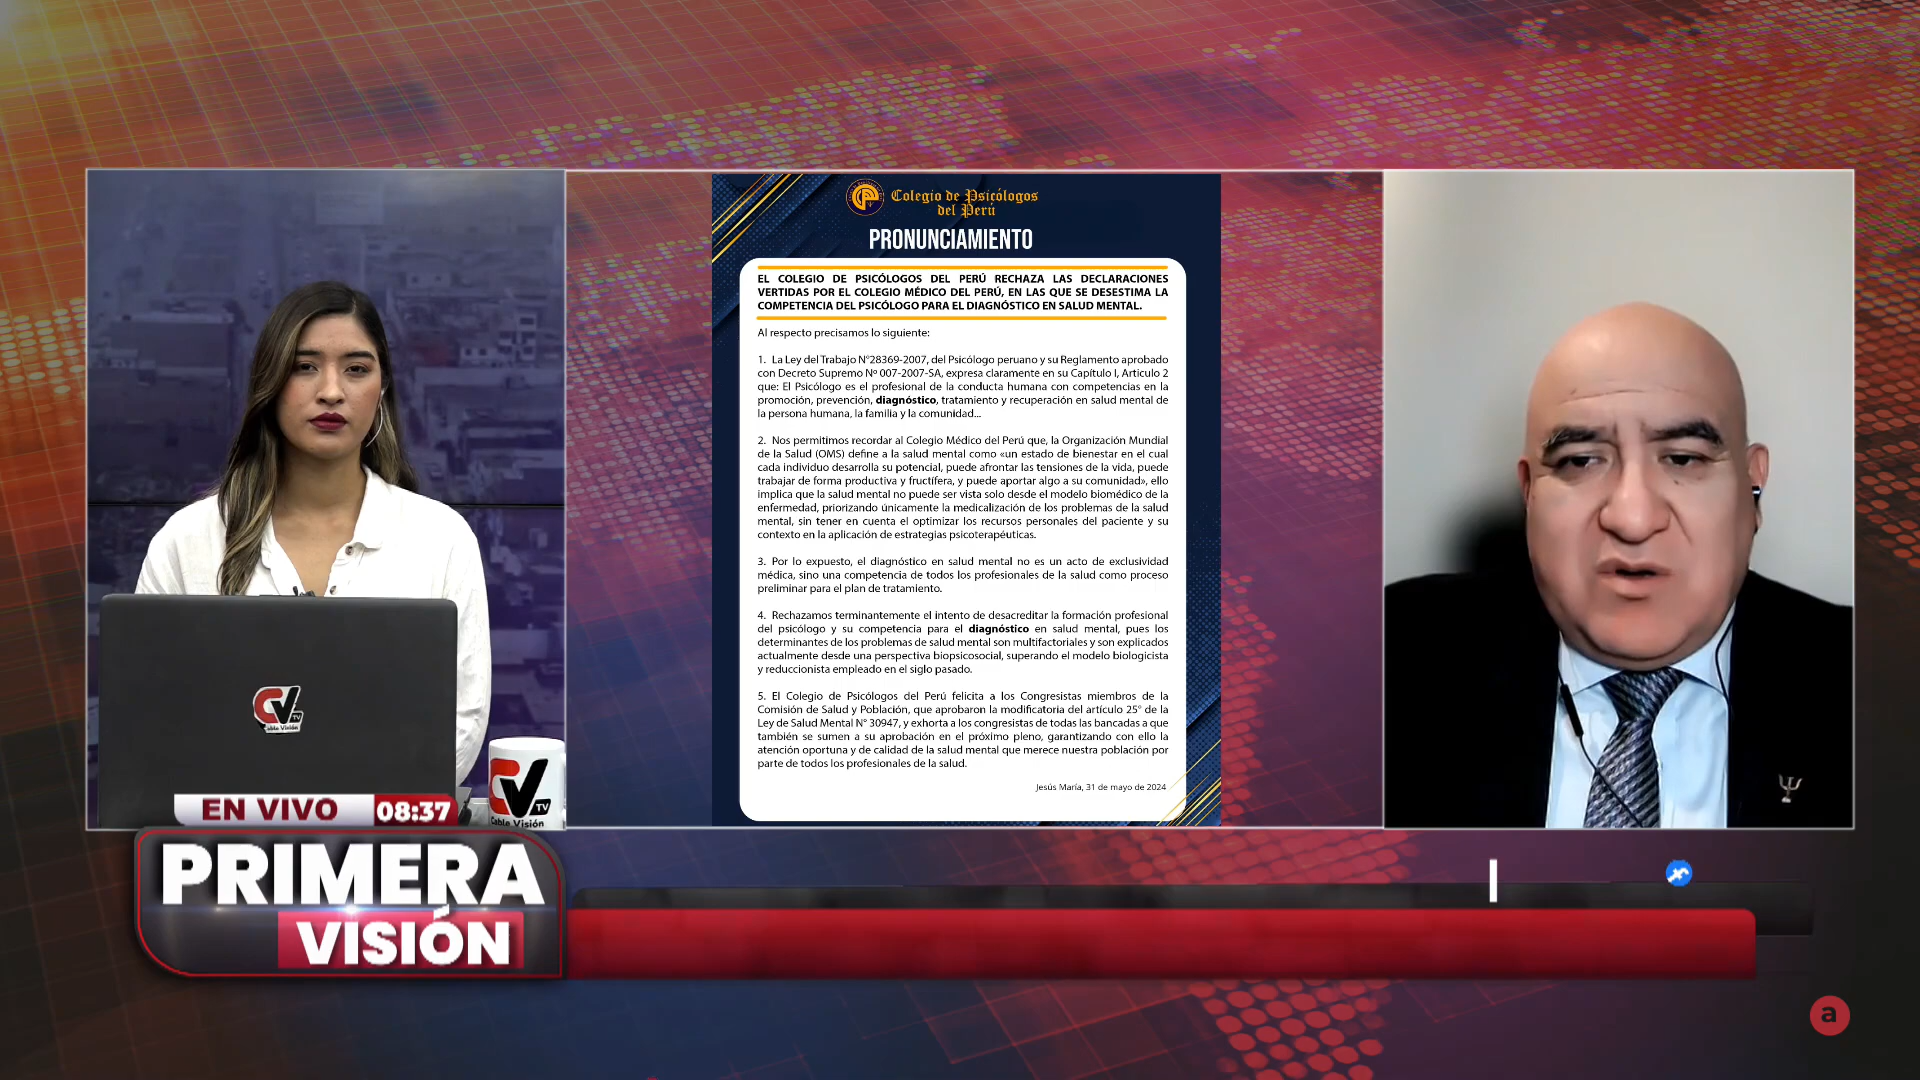 Colegio de Psicólogos
del Perú
PRONUNCIAMIENTO
EL COLEGIO DE PSICÓLOGOS DEL PERÚ RECHAZA LAS DECLARACIONES
VERTIDAS POR EL COLEGIO MÉDICO DEL PERÚ, EN LAS QUE SE DESESTIMA LA
COMPETENCIA DEL PSICÓLOGO PARA EL DIAGNÓSTICO EN SALUD MENTAL.
Al respecto precisamos lo siguiente:
1. La Ley del Trabajo N°28369-2007, del Psicólogo peruano y su Reglamento aprobado
con Decreto Supremo Nº 007-2007-SA, expresa claramente en su Capítulo I, Articulo 2
que: El Psicólogo es el profesional de la conducta humana con competencias en la
promoción, prevención, diagnóstico, tratamiento y recuperación en salud mental de
la persona humana, la familia y la comunidad...
2. Nos permitimos recordar al Colegio Médico del Perú que, la Organización Mundial
de la Salud (OMS) define a la salud mental como «un estado de bienestar en el cual
cada individuo desarrolla su potencial, puede afrontar las tensiones de la vida, puede
trabajar de forma productiva y fructífera, y puede aportar algo a su comunidad», ello
implica que la salud mental no puede ser vista solo desde el modelo biomédico de la
enfermedad, priorizando únicamente la medicalización de los problemas de la salud
mental, sin tener en cuenta el optimizar los recursos personales del paciente y su
contexto en la aplicación de estrategias psicoterapéuticas.
3. Por lo expuesto, el diagnóstico en salud mental no es un acto de exclusividad
médica, sino una competencia de todos los profesionales de la salud como proceso
preliminar para el plan de tratamiento.
4. Rechazamos terminantemente el intento de desacreditar la formación profesional
del psicólogo y su competencia para el diagnóstico en salud mental, pues los
determinantes de los problemas de salud mental son multifactoriales y son explicados
actualmente desde una perspectiva biopsicosocial, superando el modelo biologicista
y reduccionista empleado en el siglo pasado.
5. El Colegio de Psicólogos del Perú felicita a los Congresistas miembros de la
Comisión de Salud y Población, que aprobaron la modificatoria del artículo 25° de la
Ley de Salud Mental N° 30947, y exhorta a los congresistas de todas las bancadas a que
también se sumen a su aprobación en el próximo pleno, garantizando con ello la
atención oportuna y de calidad de la salud mental que merece nuestra población por
parte de todos los profesionales de la salud.
Jesús María, 31 de mayo de 2024
CV TV
Cable Visión
CV TV
Cable Visión
Ψ
EN VIVO 08:37
PRIMERA
VISIÓN
a